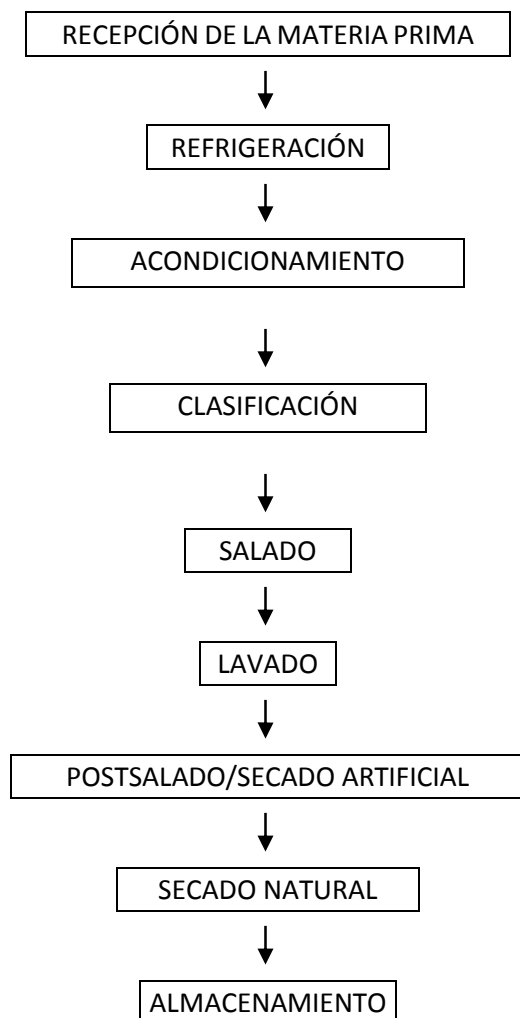 RECEPCIÓN DE LA MATERIA PRIMA
REFRIGERACIÓN
ACONDICIONAMIENTO
CLASIFICACIÓN
SALADO
LAVADO
POSTSALADO/SECADO ARTIFICIAL
SECADO NATURAL
ALMACENAMIENTO